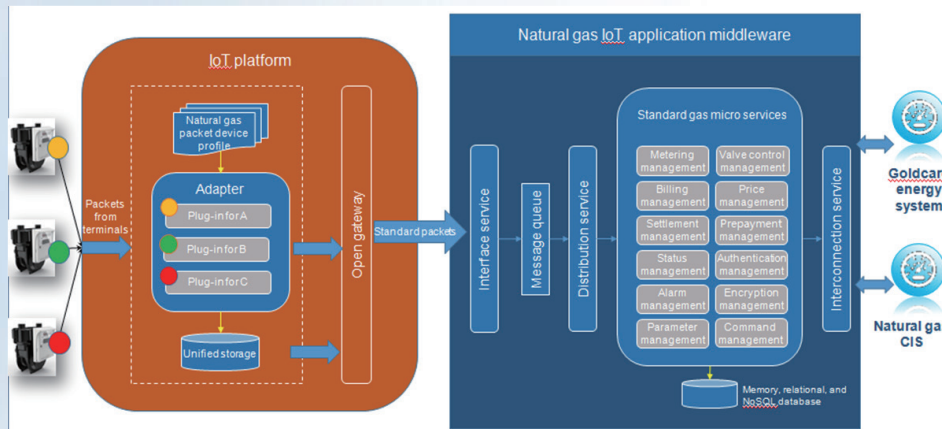 IoT platform
Natural gas
packet device
profile
Adapter
Plug-in for A
Plug-in for B
Plug-in for C
Unified storage
Packets
from
terminals
Open gateway
Standard packets
Natural gas IoT application middleware
Interface service
Message queue
Distribution service
Standard gas micro services
Metering
management
Valve control
management
Billing
management
Price
management
Settlement
management
Prepayment
management
Status
management
Authentication
management
Alarm
management
Encryption
management
Parameter
management
Command
management
Memory, relational, and
NoSQL database
Interconnection service
Goldcard
energy
system
Natural gas
CIS